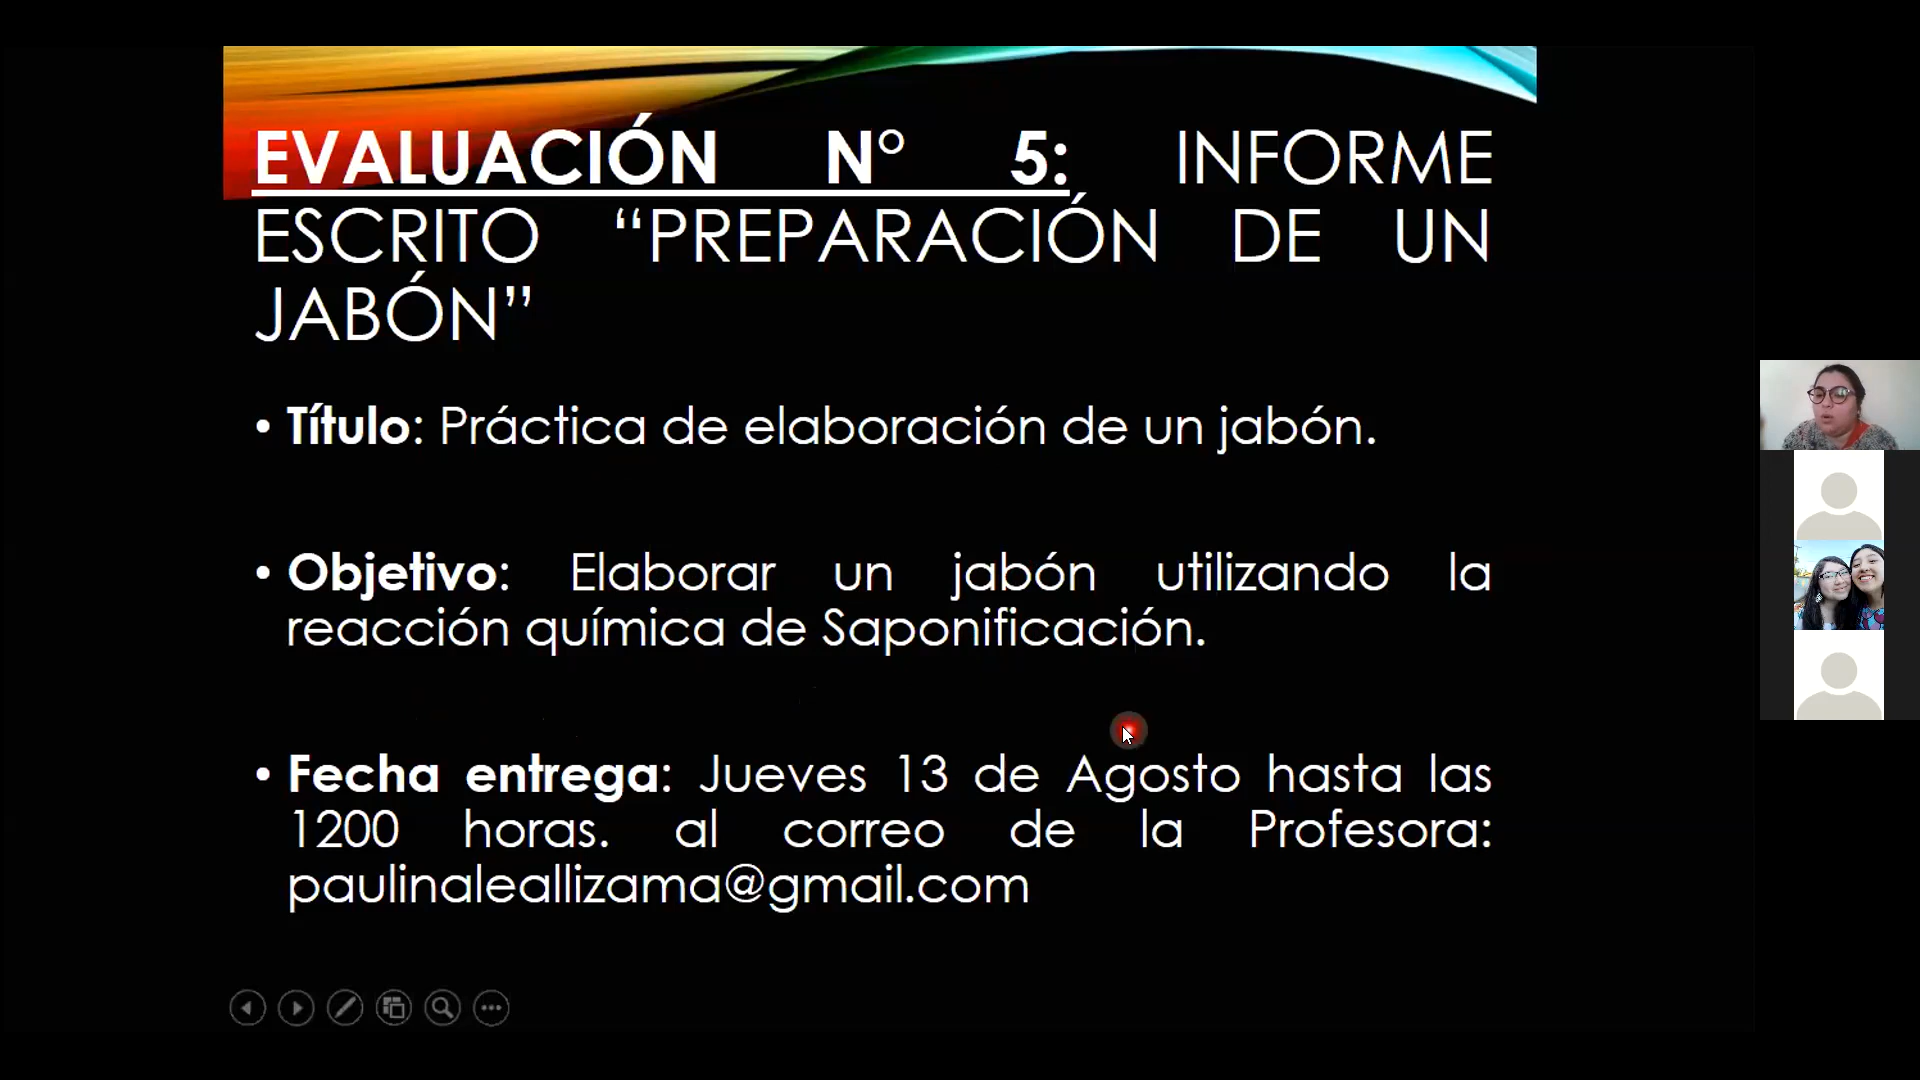 EVALUACIÓN N° 5: INFORME
ESCRITO “PREPARACIÓN DE UN
JABÓN”
• Título: Práctica de elaboración de un jabón.
• Objetivo: Elaborar un jabón utilizando la
reacción química de Saponificación.
• Fecha entrega: Jueves 13 de Agosto hasta las
1200 horas. al correo de la Profesora:
paulinaleallizama@gmail.com